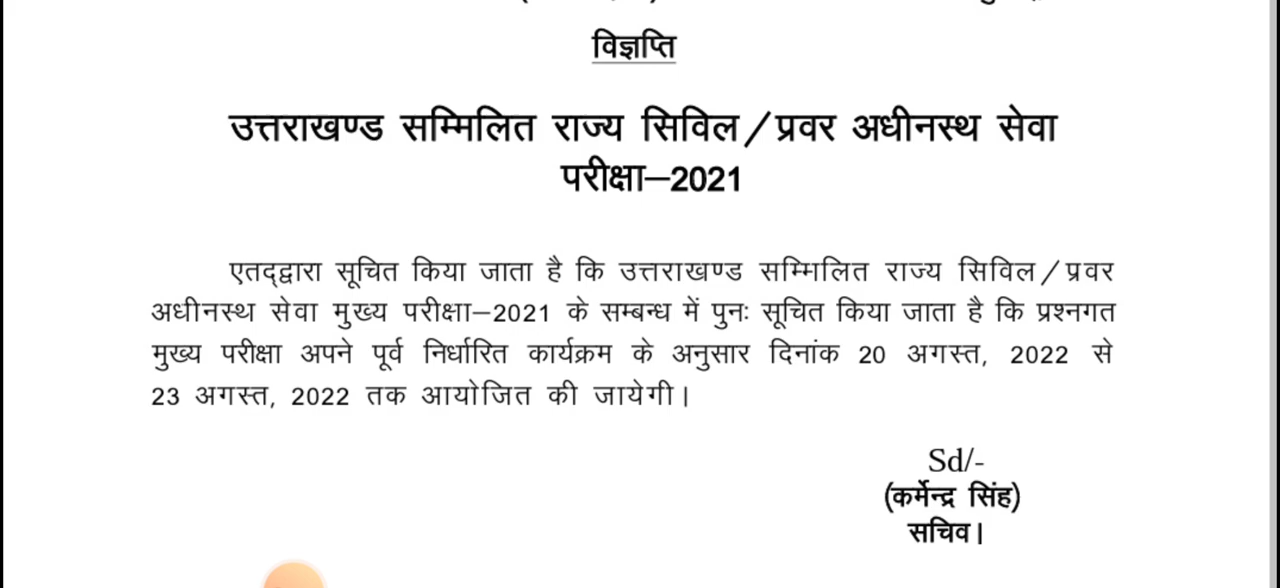 विज्ञप्ति
उत्तराखण्ड सम्मिलित राज्य सिविल/प्रवर अधीनस्थ सेवा
परीक्षा–2021
एतद्द्वारा सूचित किया जाता है कि उत्तराखण्ड सम्मिलित राज्य सिविल/प्रवर
अधीनस्थ सेवा मुख्य परीक्षा–2021 के सम्बन्ध में पुनः सूचित किया जाता है कि प्रश्नगत
मुख्य परीक्षा अपने पूर्व निर्धारित कार्यक्रम के अनुसार दिनांक 20 अगस्त, 2022 से
23 अगस्त, 2022 तक आयोजित की जायेगी।
Sd/-
(कर्मेन्द्र सिंह)
सचिव।